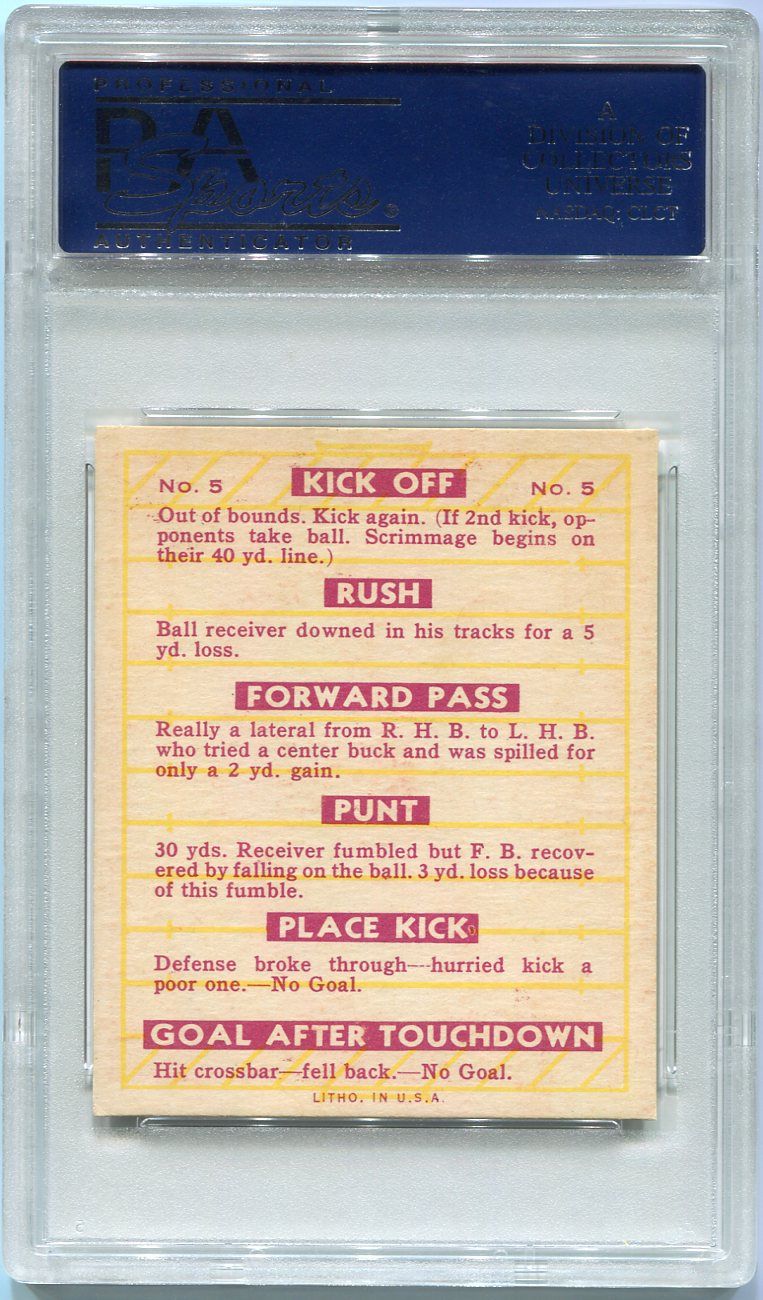 PROFESSIONAL
PSA
Sports®
AUTHENTICATOR
A
DIVISION OF
COLLECTORS
UNIVERSE
NASDAQ: CLCT
No. 5 KICK OFF No. 5
Out of bounds. Kick again. (If 2nd kick, op-
ponents take ball. Scrimmage begins on
their 40 yd. line.)
RUSH
Ball receiver downed in his tracks for a 5
yd. loss.
FORWARD PASS
Really a lateral from R. H. B. to L. H. B.
who tried a center buck and was spilled for
only a 2 yd. gain.
PUNT
30 yds. Receiver fumbled but F. B. recov-
ered by falling on the ball. 3 yd. loss because
of this fumble.
PLACE KICK
Defense broke through—hurried kick a
poor one.—No Goal.
GOAL AFTER TOUCHDOWN
Hit crossbar—fell back.—No Goal.
LITHO. IN U.S.A.